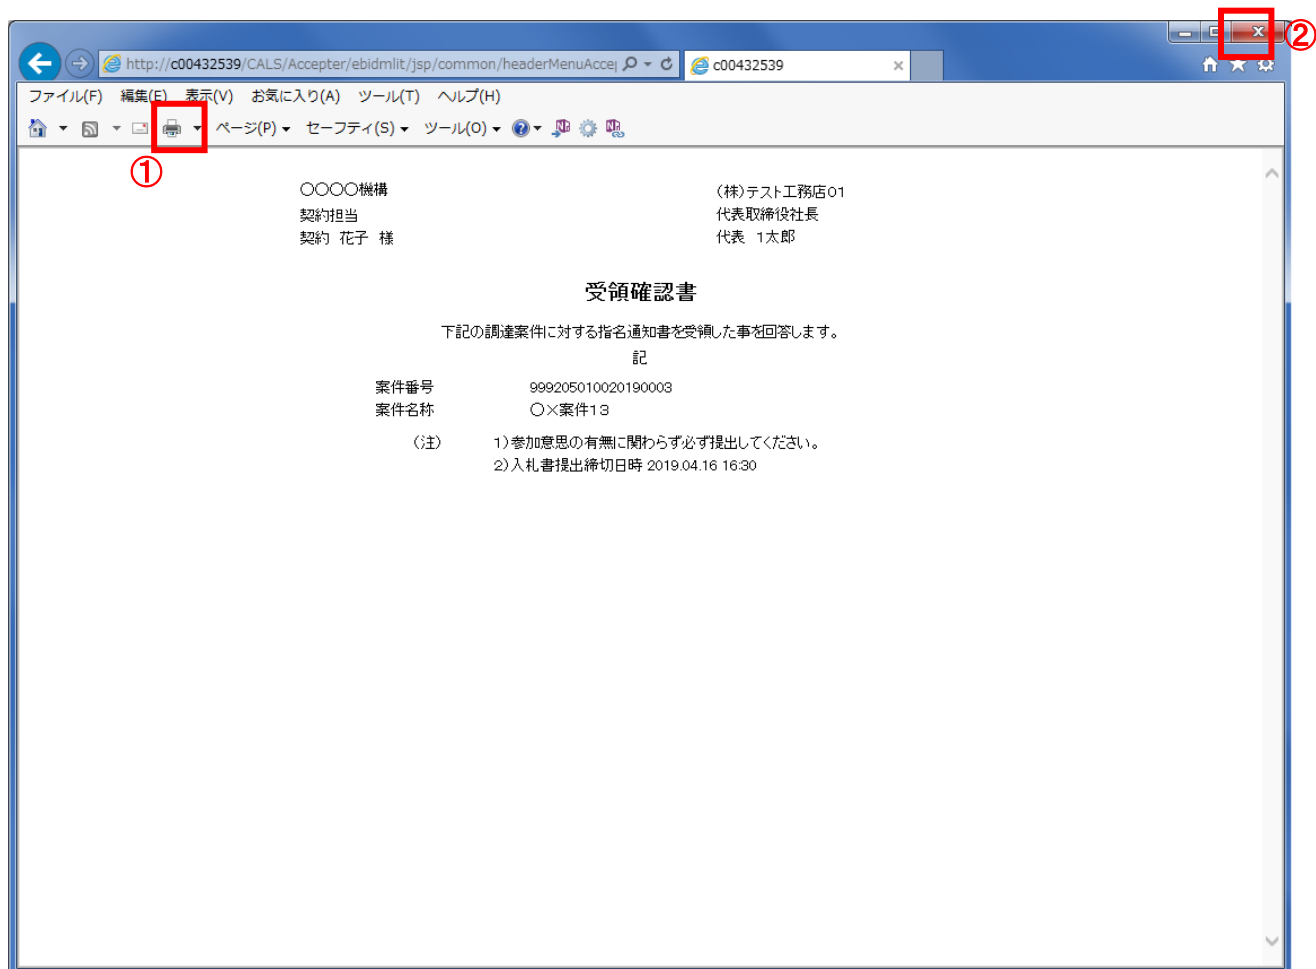 ②
http://c00432539/CALS/Accepter/ebidmlit/jsp/common/headerMenuAcce
c00432539
ファイル(F) 編集(E) 表示(V) お気に入り(A) ツール(T) ヘルプ(H)
ページ(P) セーフティ(S) ツール(O)
①
〇〇〇〇機構
契約担当
契約 花子 様
(株)テスト工務店01
代表取締役社長
代表 1太郎
受領確認書
下記の調達案件に対する指名通知書を受領した事を回答します。
記
案件番号 999205010020190003
案件名称 〇×案件13
(注) 1)参加意思の有無に関わらず必ず提出してください。
2)入札書提出締切日時 2019.04.16 16:30